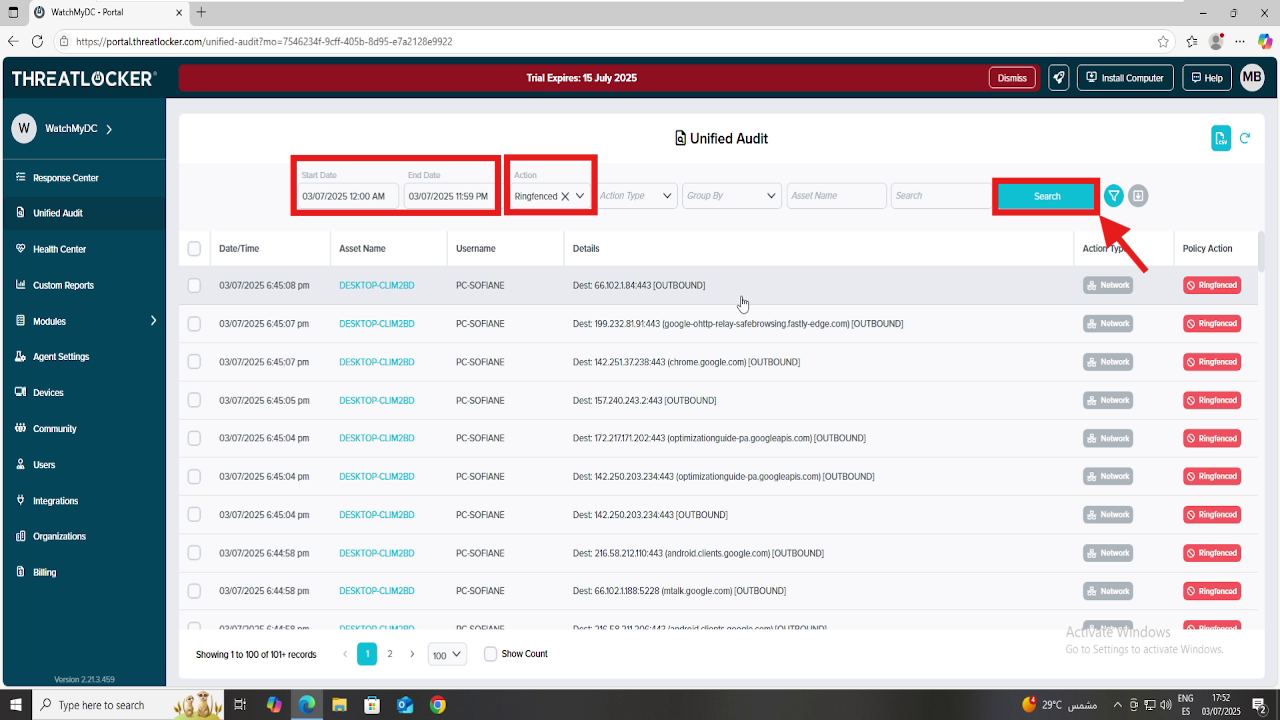 WatchMyDC - Portal
https://portal.threatlocker.com/unified-audit?mo=7546234f-9cff-405b-8d95-e7a2128e9922
THREATLOCKER®
Trial Expires: 15 July 2025
Dismiss
Install Computer
Help
MB
W
WatchMyDC
Response Center
Unified Audit
Health Center
Custom Reports
Modules
Agent Settings
Devices
Community
Users
Integrations
Organizations
Billing
Version 2.21.3.459
Unified Audit
CSV
Start Date End Date Action
03/07/2025 12:00 AM 03/07/2025 11:59 PM Ringfenced Action Type Group By Asset Name Search Search
Date/Time Asset Name Username Details Action Type Policy Action
03/07/2025 6:45:08 pm DESKTOP-CLIM2BD PC-SOFIANE Dest: 66.102.1.84:443 [OUTBOUND] Network Ringfenced
03/07/2025 6:45:07 pm DESKTOP-CLIM2BD PC-SOFIANE Dest: 199.232.81.91:443 (google-ohttp-relay-safebrowsing.fastly-edge.com) [OUTBOUND] Network Ringfenced
03/07/2025 6:45:07 pm DESKTOP-CLIM2BD PC-SOFIANE Dest: 142.251.37.238:443 (chrome.google.com) [OUTBOUND] Network Ringfenced
03/07/2025 6:45:05 pm DESKTOP-CLIM2BD PC-SOFIANE Dest: 157.240.243.2:443 [OUTBOUND] Network Ringfenced
03/07/2025 6:45:04 pm DESKTOP-CLIM2BD PC-SOFIANE Dest: 172.217.171.202:443 (optimizationguide-pa.googleapis.com) [OUTBOUND] Network Ringfenced
03/07/2025 6:45:04 pm DESKTOP-CLIM2BD PC-SOFIANE Dest: 142.250.203.234:443 (optimizationguide-pa.googleapis.com) [OUTBOUND] Network Ringfenced
03/07/2025 6:45:04 pm DESKTOP-CLIM2BD PC-SOFIANE Dest: 142.250.203.234:443 [OUTBOUND] Network Ringfenced
03/07/2025 6:44:58 pm DESKTOP-CLIM2BD PC-SOFIANE Dest: 216.58.212.110:443 (android.clients.google.com) [OUTBOUND] Network Ringfenced
03/07/2025 6:44:58 pm DESKTOP-CLIM2BD PC-SOFIANE Dest: 66.102.1.188:5228 (mtalk.google.com) [OUTBOUND] Network Ringfenced
03/07/2025 6:44:58 pm DESKTOP-CLIM2BD PC-SOFIANE Dest: 216.58.211.206:443 (android.clients.google.com) [OUTBOUND] Network Ringfenced
Showing 1 to 100 of 101+ records 1 2 100 Show Count
Activate Windows
Go to Settings to activate Windows.
Type here to search
29°C مشمس
ENG
ES
17:52
03/07/2025